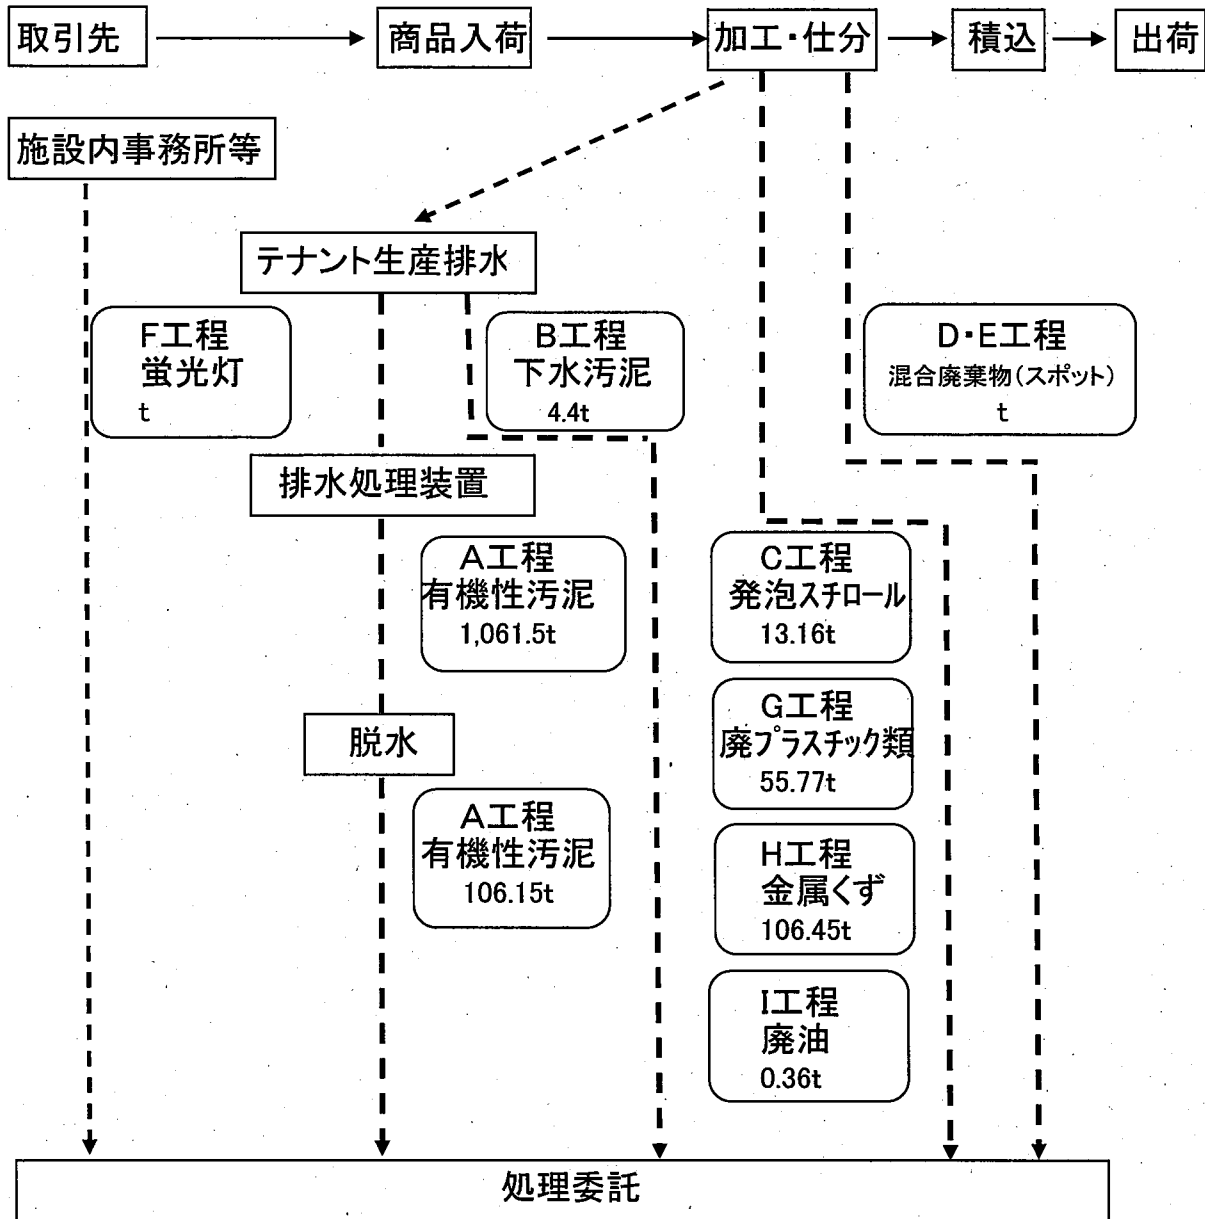 取引先
商品入荷
加工・仕分
積込
出荷
施設内事務所等
テナント生産排水
F工程
蛍光灯
t
B工程
下水汚泥
4.4t
D・E工程
混合廃棄物(スポット)
t
排水処理装置
A工程
有機性汚泥
1,061.5t
C工程
発泡スチロール
13.16t
脱水
G工程
廃プラスチック類
55.77t
A工程
有機性汚泥
106.15t
H工程
金属くず
106.45t
I工程
廃油
0.36t
処理委託